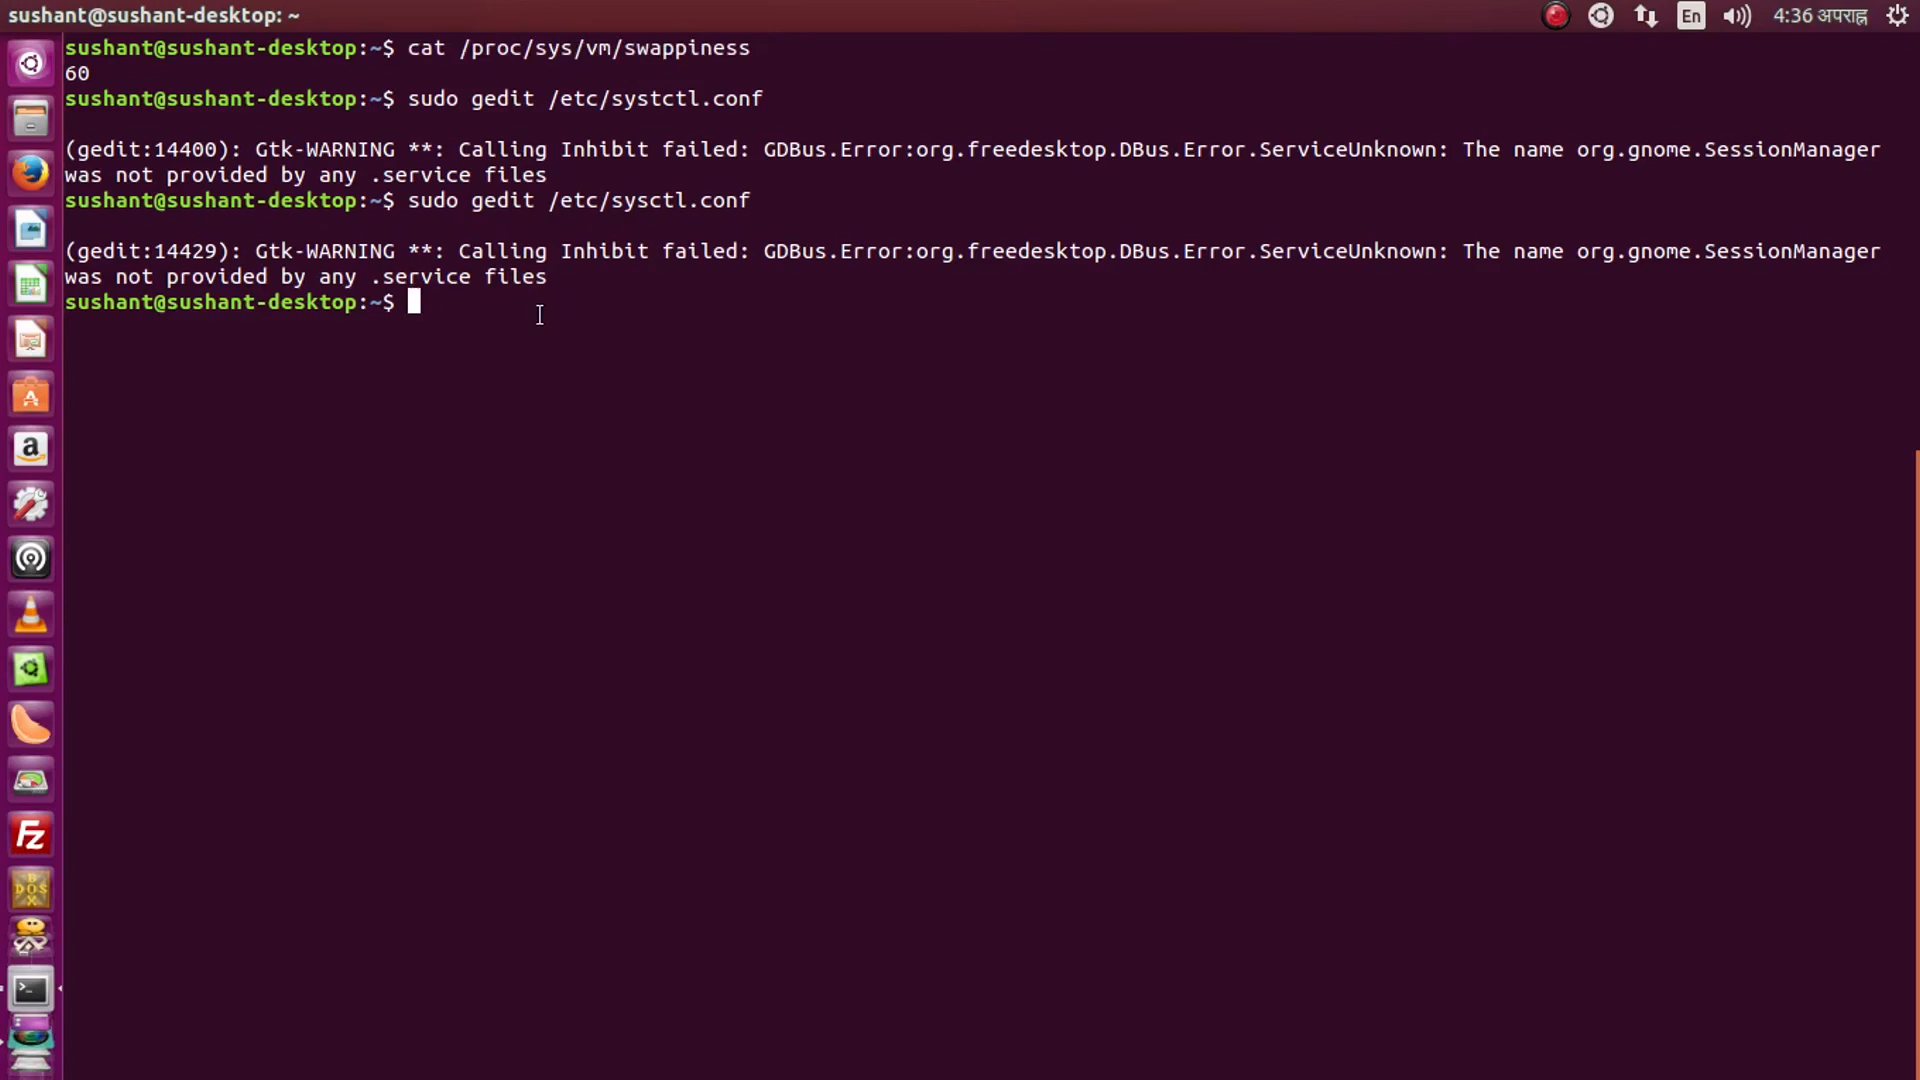 sushant@sushant-desktop: ~
En
4:36 अपराह्न
sushant@sushant-desktop:~$ cat /proc/sys/vm/swappiness
60
sushant@sushant-desktop:~$ sudo gedit /etc/systctl.conf
(gedit:14400): Gtk-WARNING **: Calling Inhibit failed: GDBus.Error:org.freedesktop.DBus.Error.ServiceUnknown: The name org.gnome.SessionManager
was not provided by any .service files
sushant@sushant-desktop:~$ sudo gedit /etc/sysctl.conf
(gedit:14429): Gtk-WARNING **: Calling Inhibit failed: GDBus.Error:org.freedesktop.DBus.Error.ServiceUnknown: The name org.gnome.SessionManager
was not provided by any .service files
sushant@sushant-desktop:~$
a
Fz
DOS